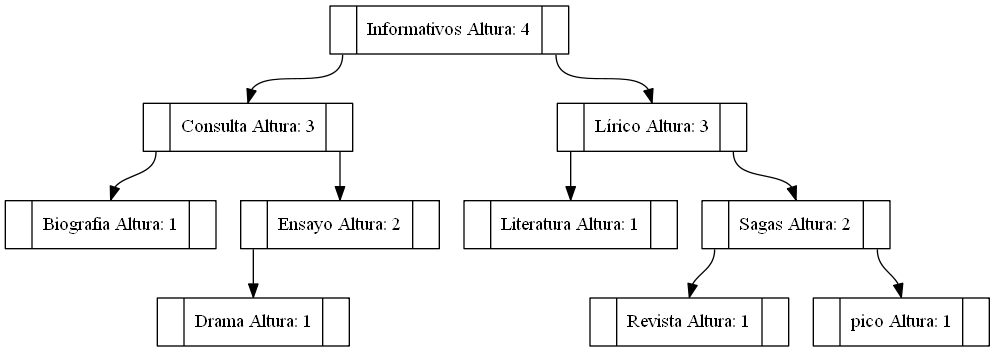 Informativos Altura: 4
Consulta Altura: 3
Lírico Altura: 3
Biografia Altura: 1
Ensayo Altura: 2
Literatura Altura: 1
Sagas Altura: 2
Drama Altura: 1
Revista Altura: 1
pico Altura: 1